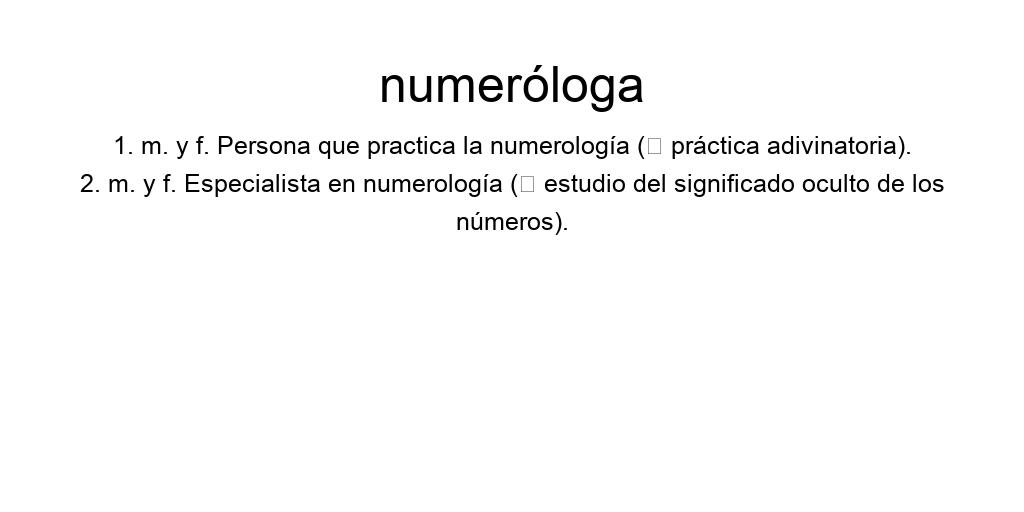 numeróloga
1. m. y f. Persona que practica la numerología (□ práctica adivinatoria).
2. m. y f. Especialista en numerología (□ estudio del significado oculto de los
números).